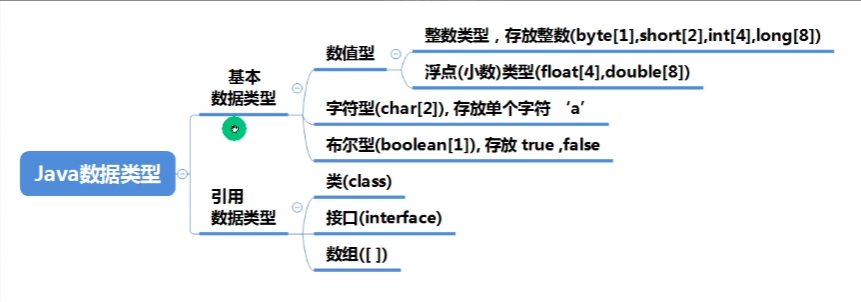 Java数据类型
基本
数据类型
数值型
整数类型，存放整数(byte[1],short[2],int[4],long[8])
浮点(小数)类型(float[4],double[8])
字符型(char[2]), 存放单个字符 ‘a’
布尔型(boolean[1]), 存放 true ,false
引用
数据类型
类(class)
接口(interface)
数组([ ])